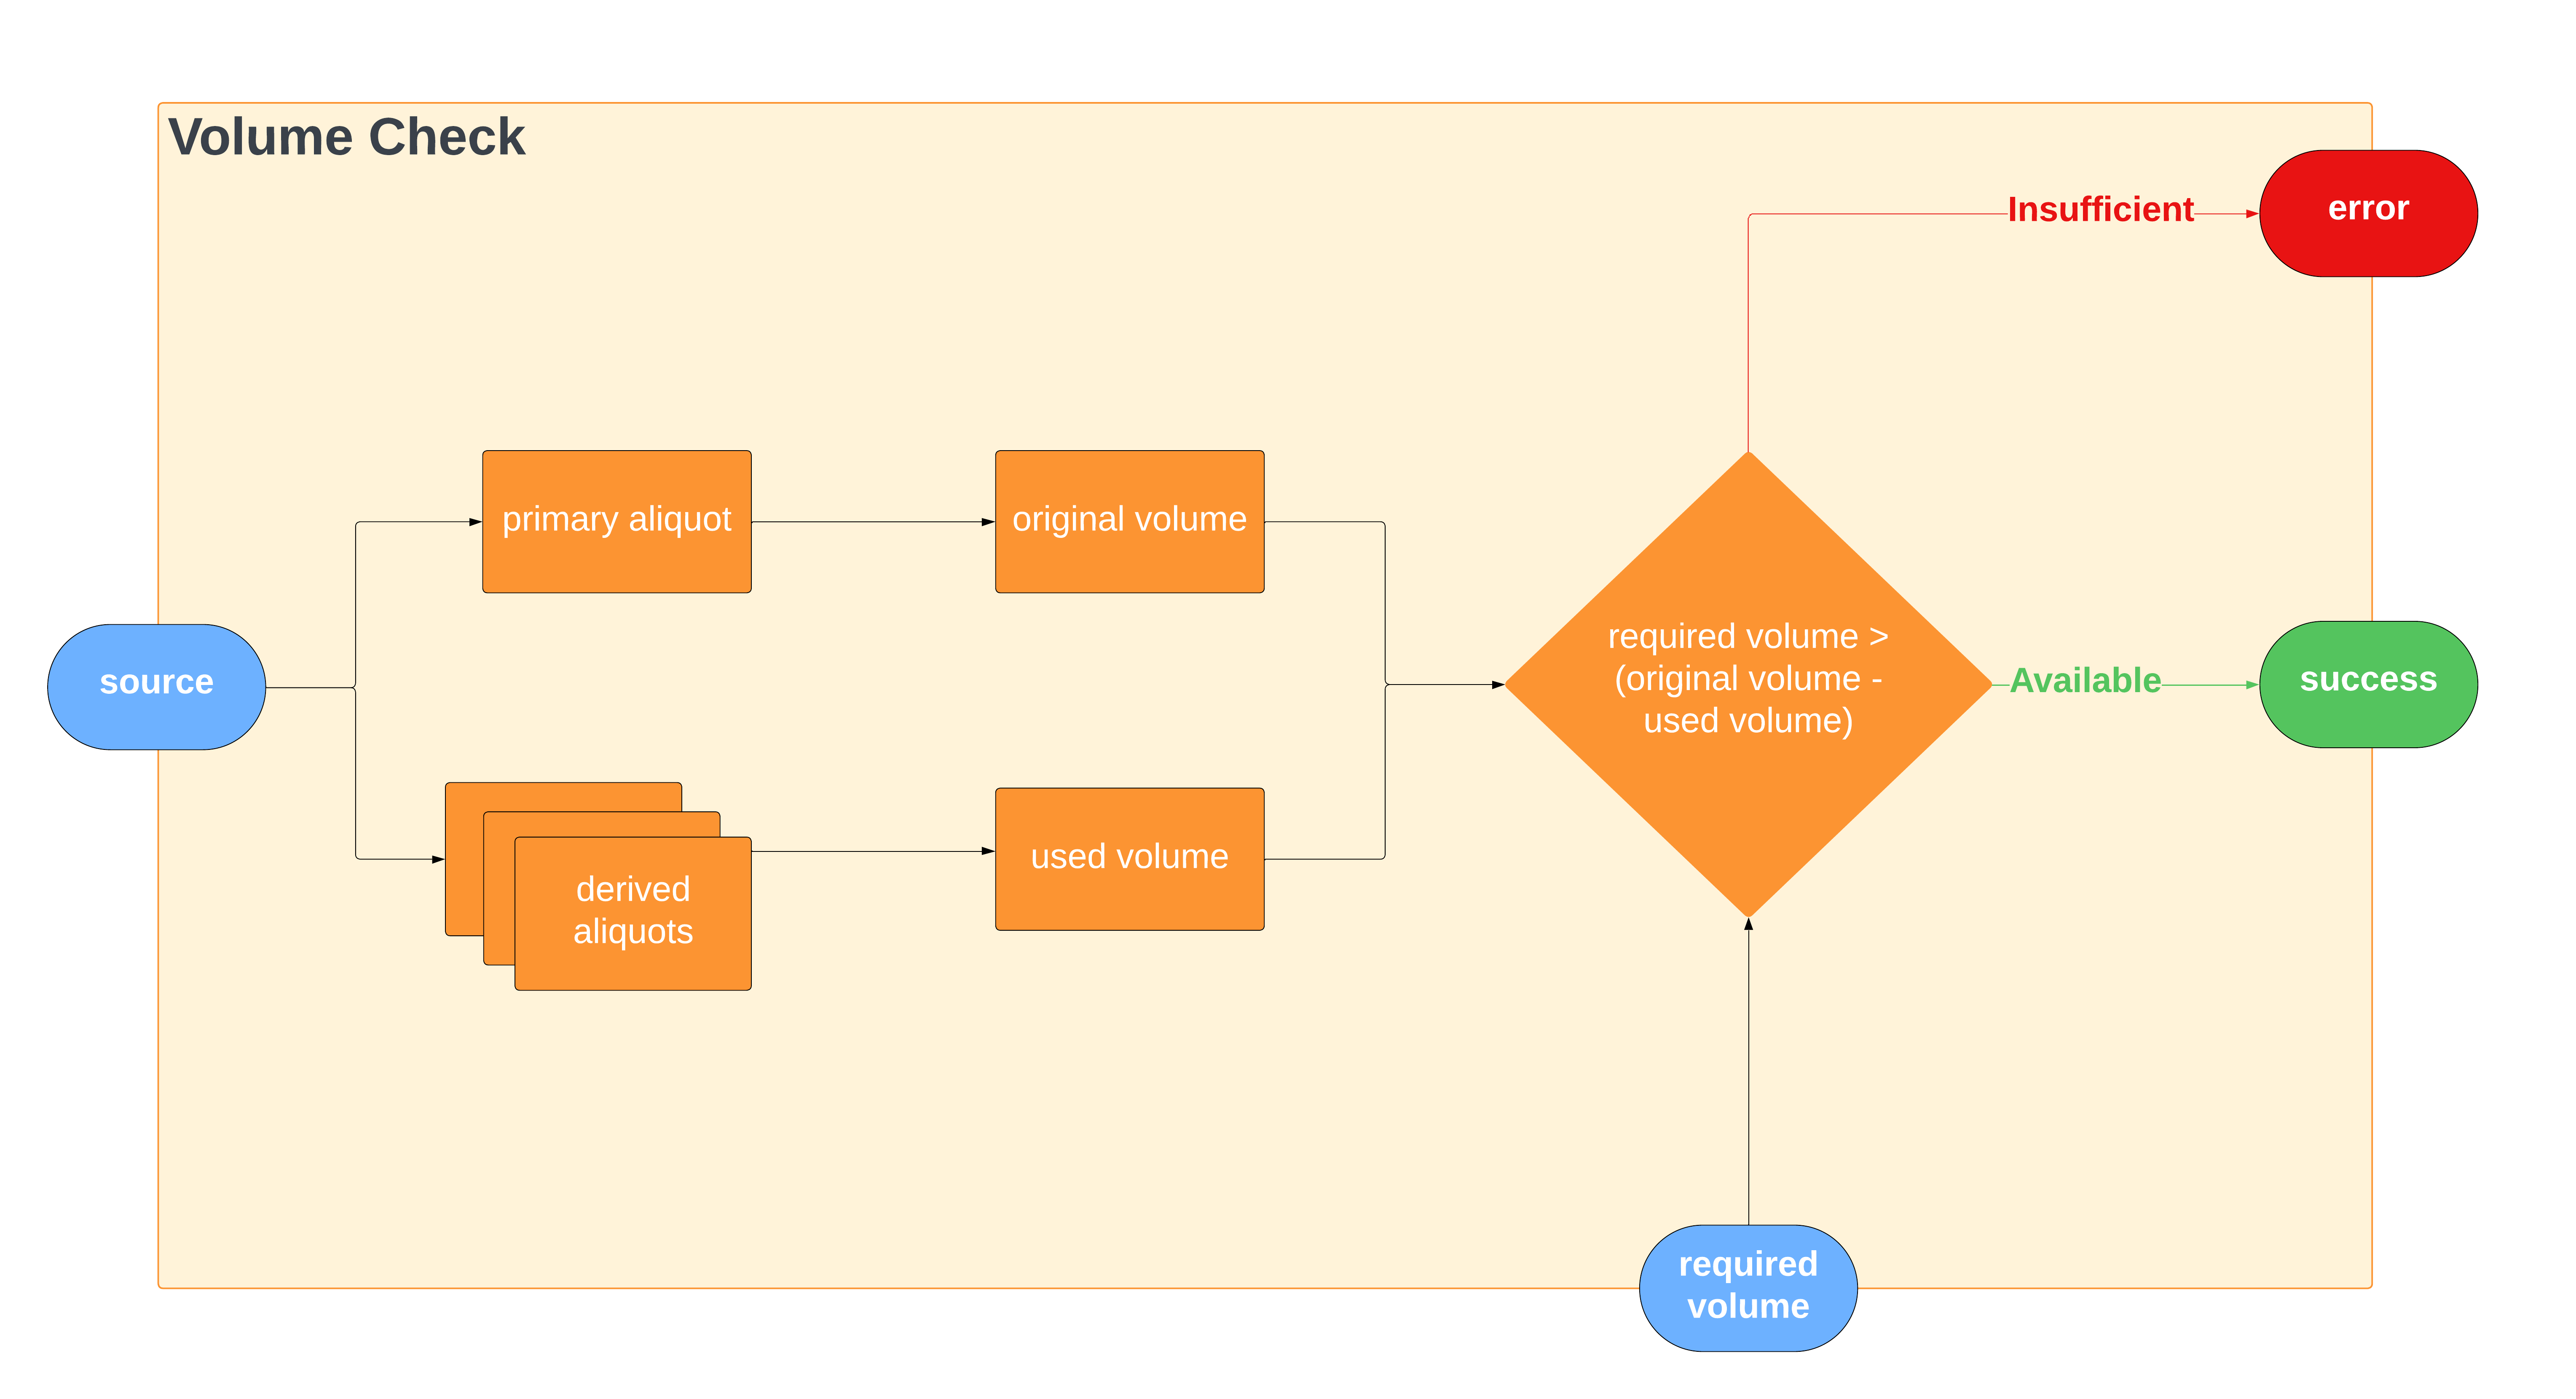 Volume Check
Insufficient
error
primary aliquot
original volume
required volume >
(original volume -
used volume)
source
Available
success
derived
aliquots
used volume
required
volume